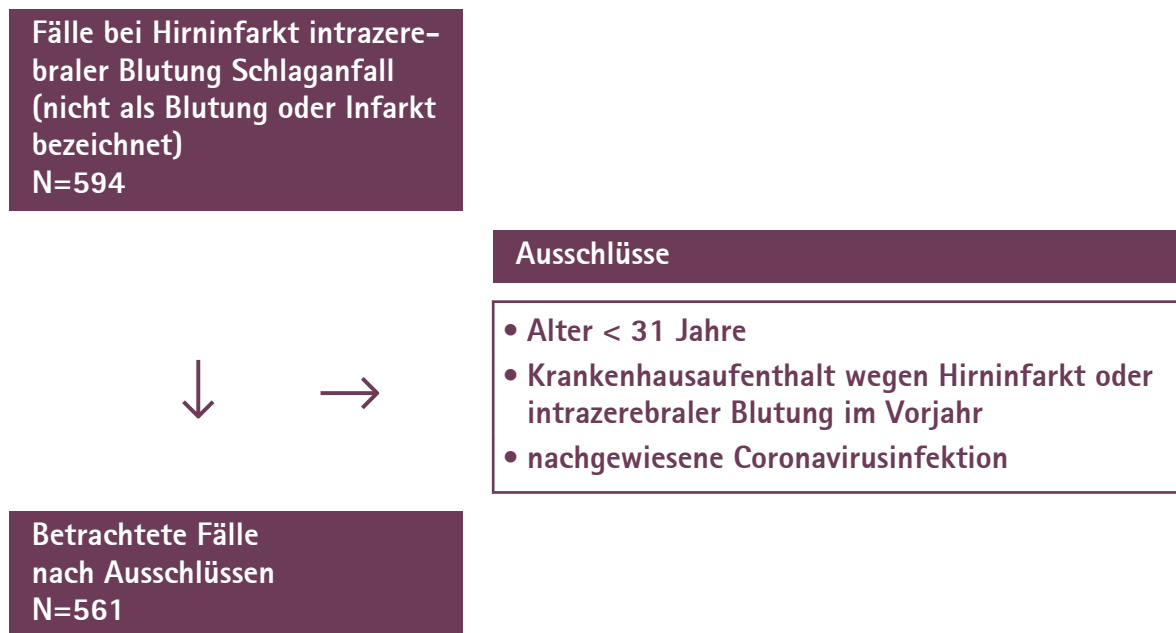 Fälle bei Hirninfarkt intrazere-
braler Blutung Schlaganfall
(nicht als Blutung oder Infarkt
bezeichnet)
N=594
Ausschlüsse
• Alter < 31 Jahre
• Krankenhausaufenthalt wegen Hirninfarkt oder
intrazerebraler Blutung im Vorjahr
• nachgewiesene Coronavirusinfektion
Betrachtete Fälle
nach Ausschlüssen
N=561